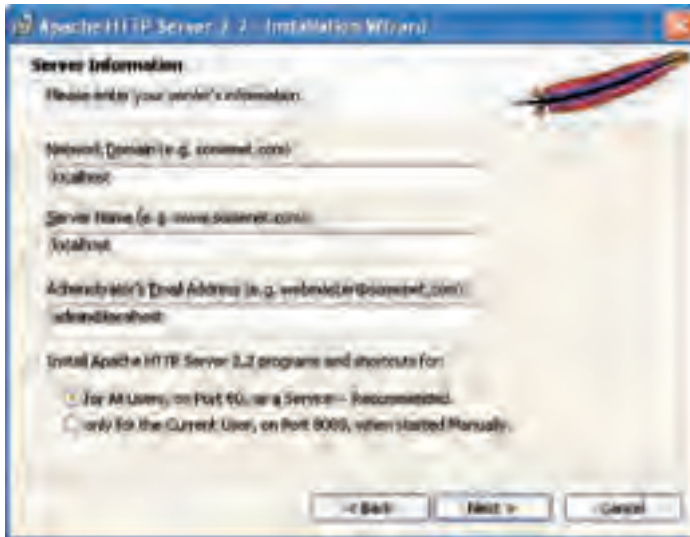 Apache HTTP Server 2.2 - Installation Wizard
Server Information
Please enter your server's information.
Network Domain (e.g. somenet.com)
localhost
Server Name (e.g. www.somenet.com):
localhost
Administrator's Email Address (e.g. webmaster@somenet.com):
admin@localhost
Install Apache HTTP Server 2.2 programs and shortcuts for:
for All Users, on Port 80, as a Service -- Recommended.
only for the Current User, on Port 8080, when started Manually.
< Back
Next >
Cancel